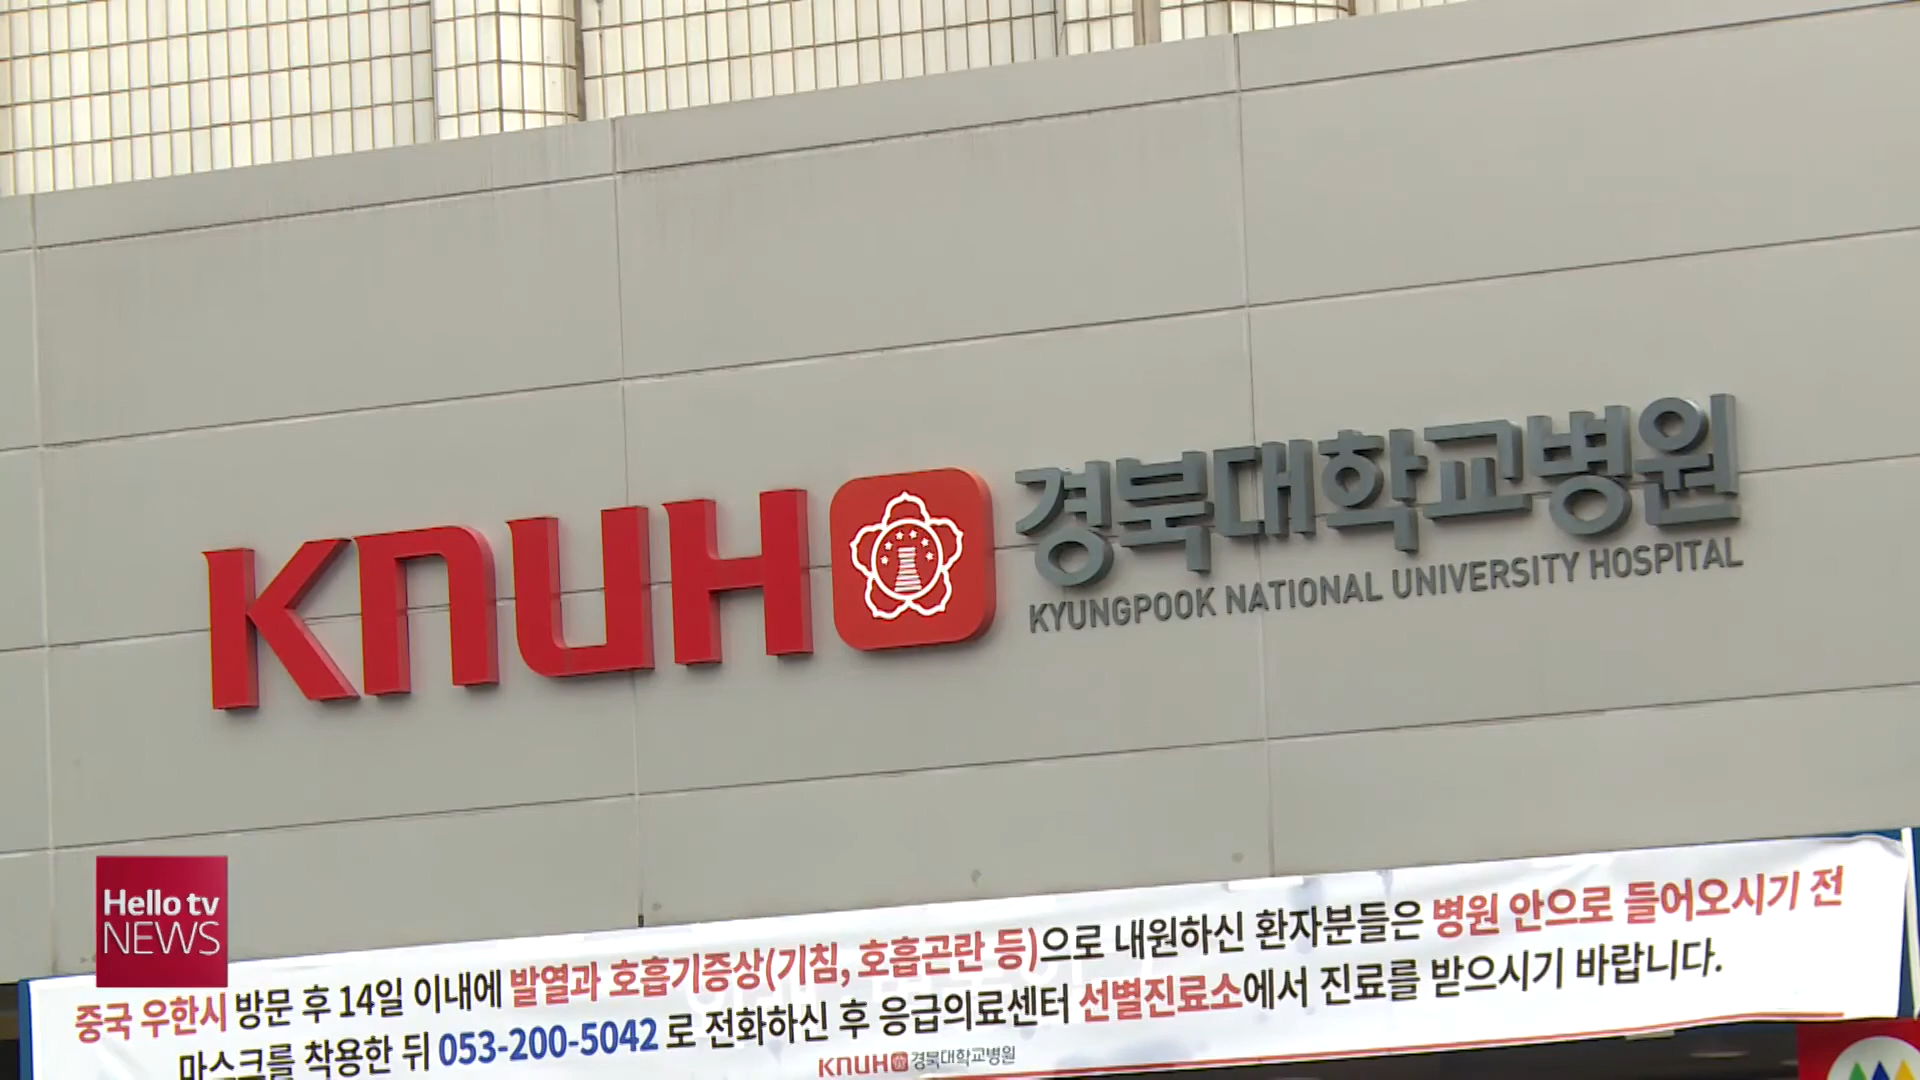 KNUH 경북대학교병원
KYUNGPOOK NATIONAL UNIVERSITY HOSPITAL
Hello tv
NEWS
중국 우한시 방문 후 14일 이내에 발열과 호흡기증상(기침, 호흡곤란 등)으로 내원하신 환자분들은 병원 안으로 들어오시기 전
마스크를 착용한 뒤 053-200-5042 로 전화하신 후 응급의료센터 선별진료소에서 진료를 받으시기 바랍니다.
KNUH 경북대학교병원